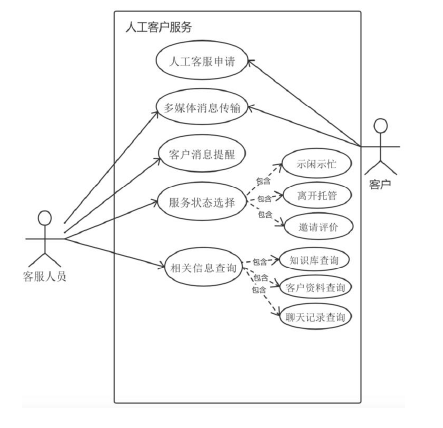 人工客户服务
人工客服申请
多媒体消息传输
客户消息提醒
示闲示忙
包含
服务状态选择
包含
离开托管
客户
包含
邀请评价
客服人员
相关信息查询
包含
知识库查询
包含
客户资料查询
包含
聊天记录查询